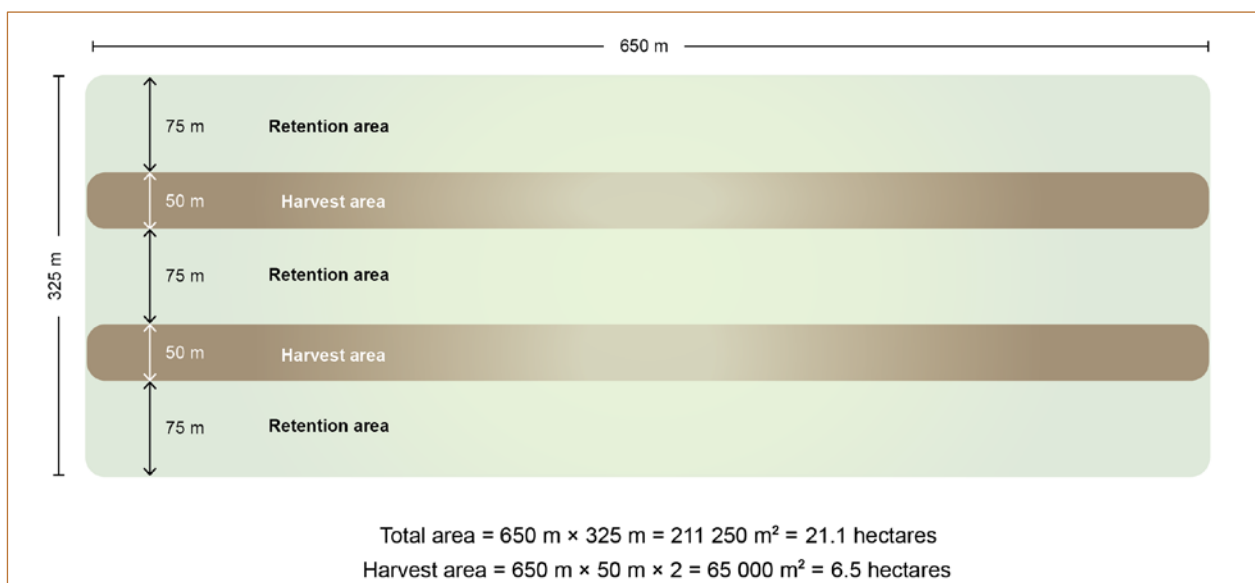 650 m
75 m Retention area
50 m Harvest area
325 m
75 m Retention area
50 m Harvest area
75 m Retention area
Total area = 650 m × 325 m = 211 250 m² = 21.1 hectares
Harvest area = 650 m × 50 m × 2 = 65 000 m² = 6.5 hectares